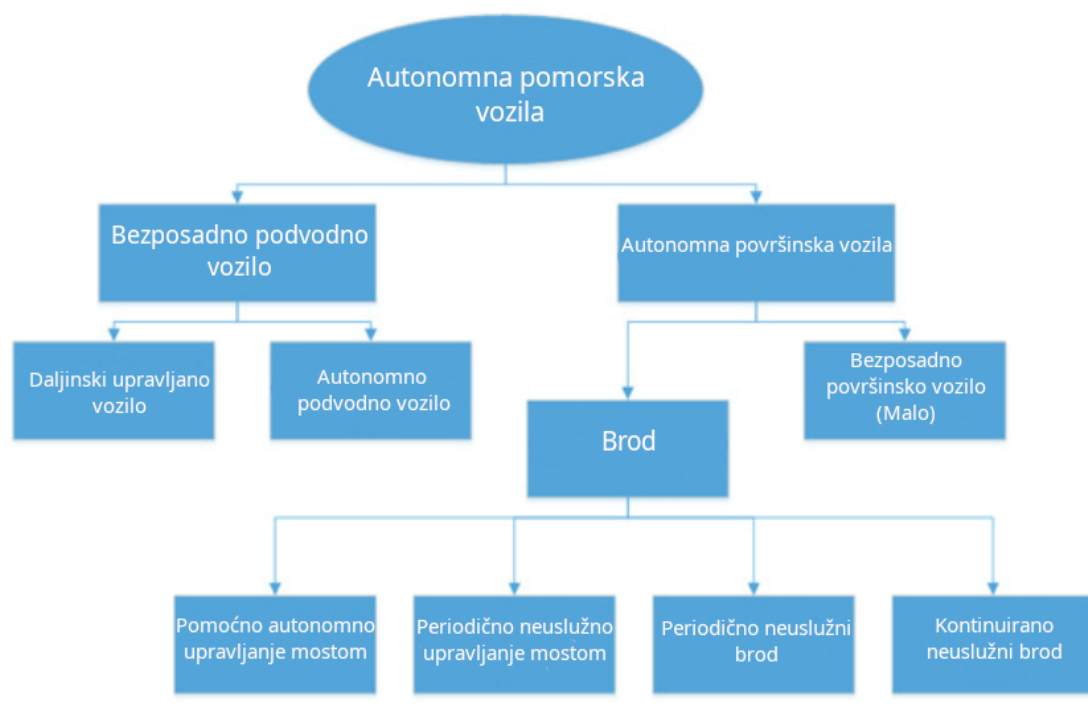 Autonomna pomorska
vozila
Bezposadno podvodno
vozilo
Autonomna površinska vozila
Daljinski upravljano
vozilo
Autonomno
podvodno vozilo
Bezposadno
površinsko vozilo
(Malo)
Brod
Pomoćno autonomno
upravljanje mostom
Periodično neuslužno
upravljanje mostom
Periodično neuslužni
brod
Kontinuirano
neuslužni brod